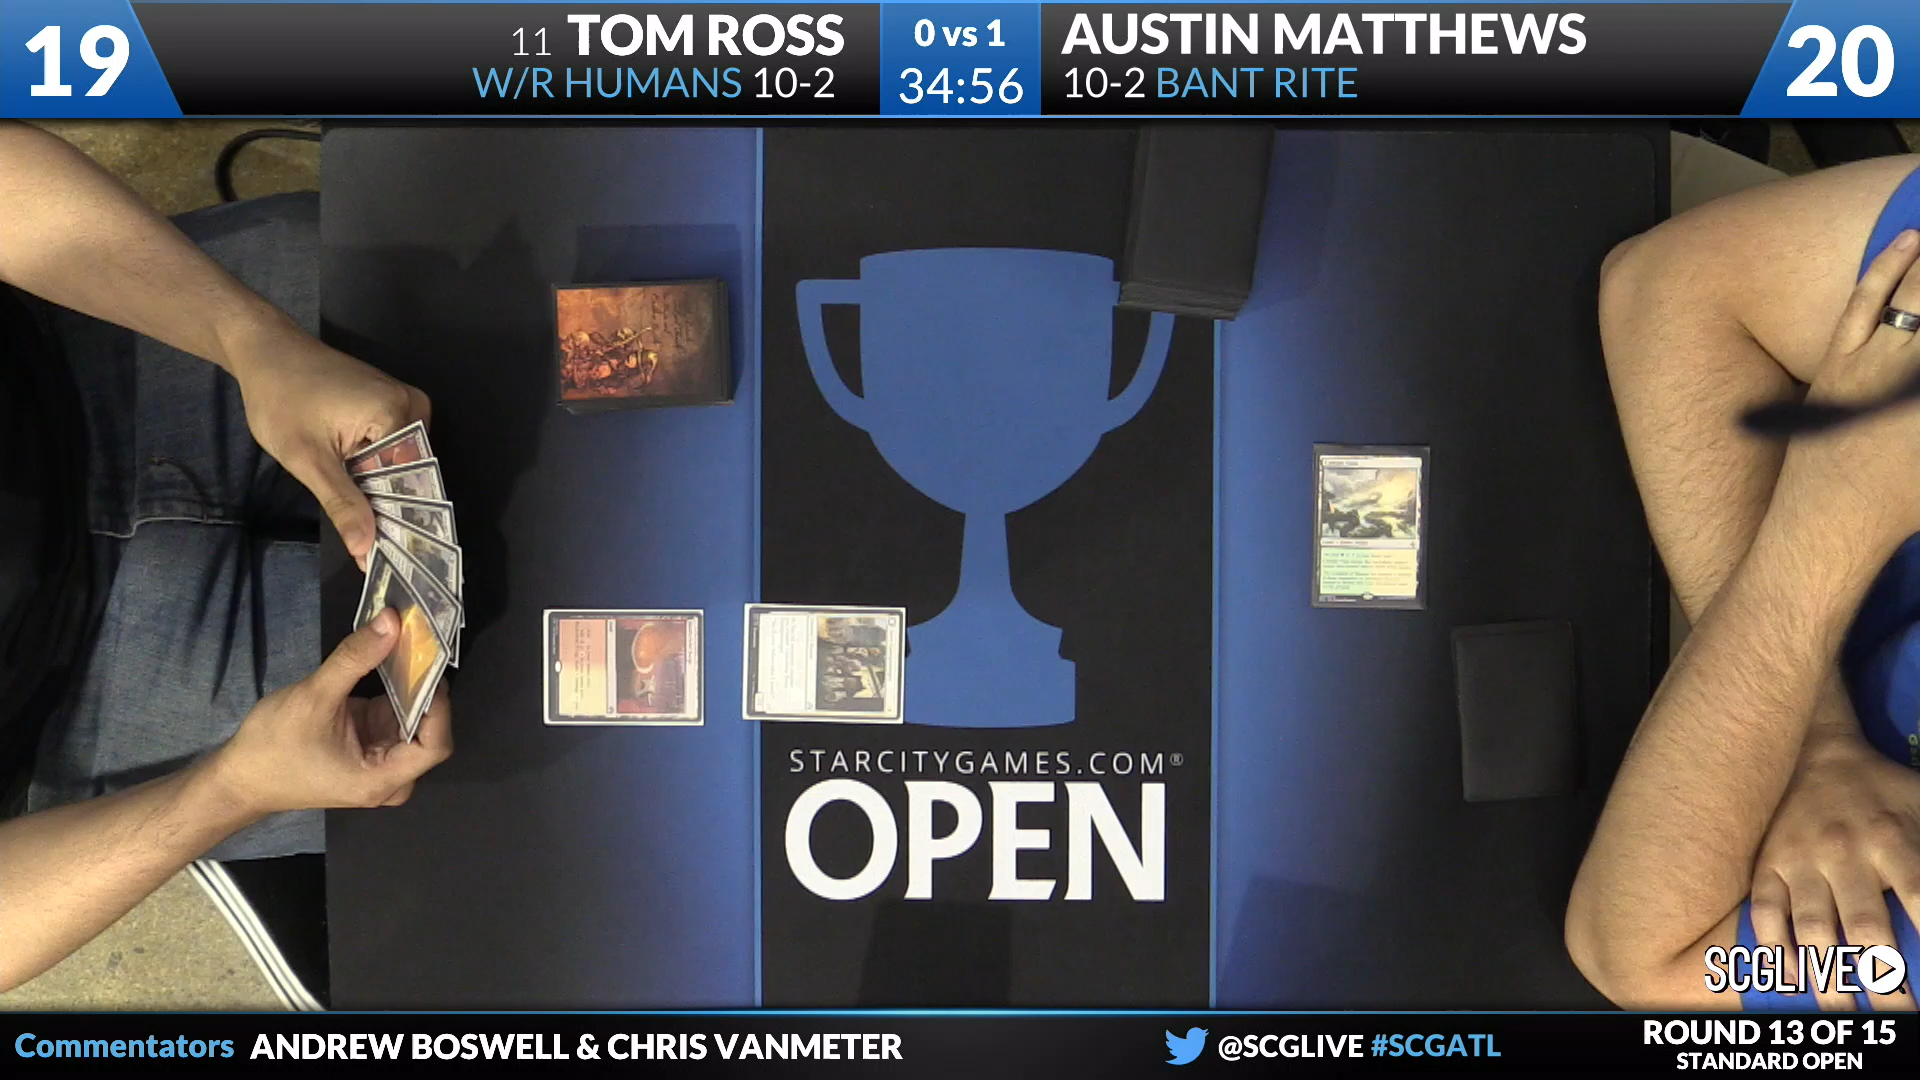 19
11 TOM ROSS
W/R HUMANS 10-2
0 vs 1
34:56
AUSTIN MATTHEWS
10-2 BANT RITE
20
STARCITYGAMES.COM®
OPEN
SCGLIVE
Commentators ANDREW BOSWELL & CHRIS VANMETER
@SCGLIVE #SCGATL
ROUND 13 OF 15
STANDARD OPEN